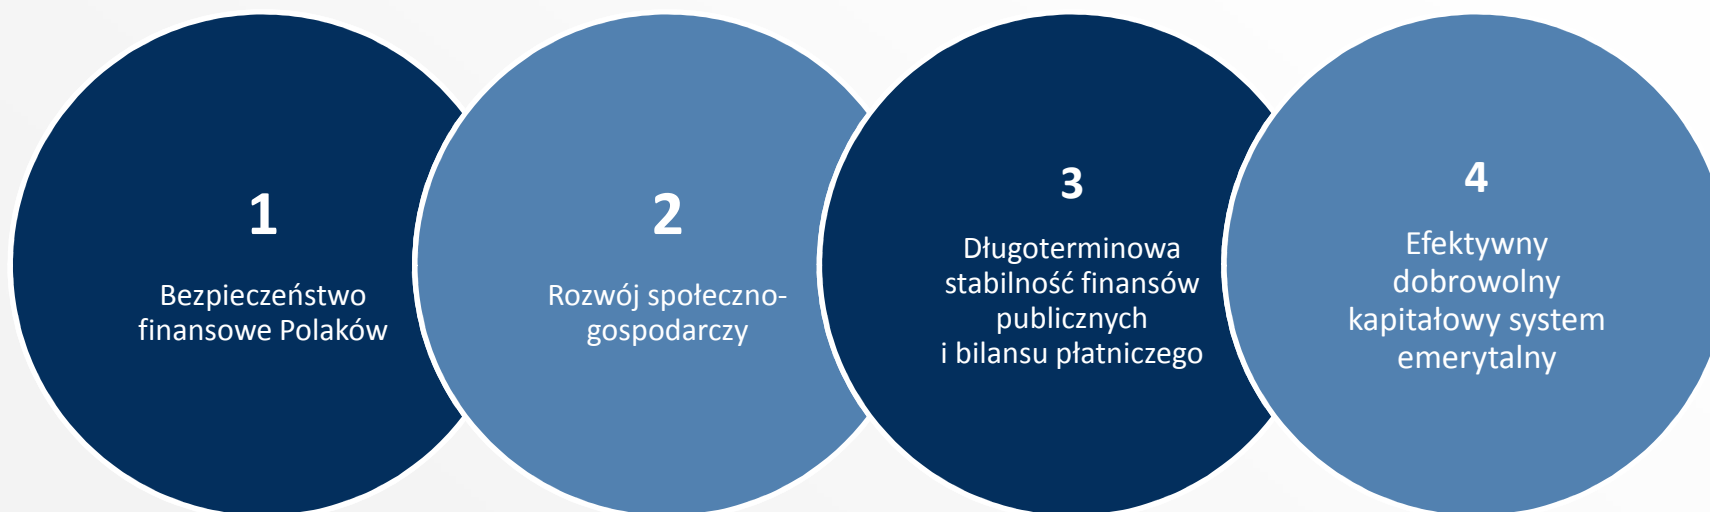 1
Bezpieczeństwo
finansowe Polaków
2
Rozwój społeczno-
gospodarczy
3
Długoterminowa
stabilność finansów
publicznych
i bilansu płatniczego
4
Efektywny
dobrowolny
kapitałowy system
emerytalny